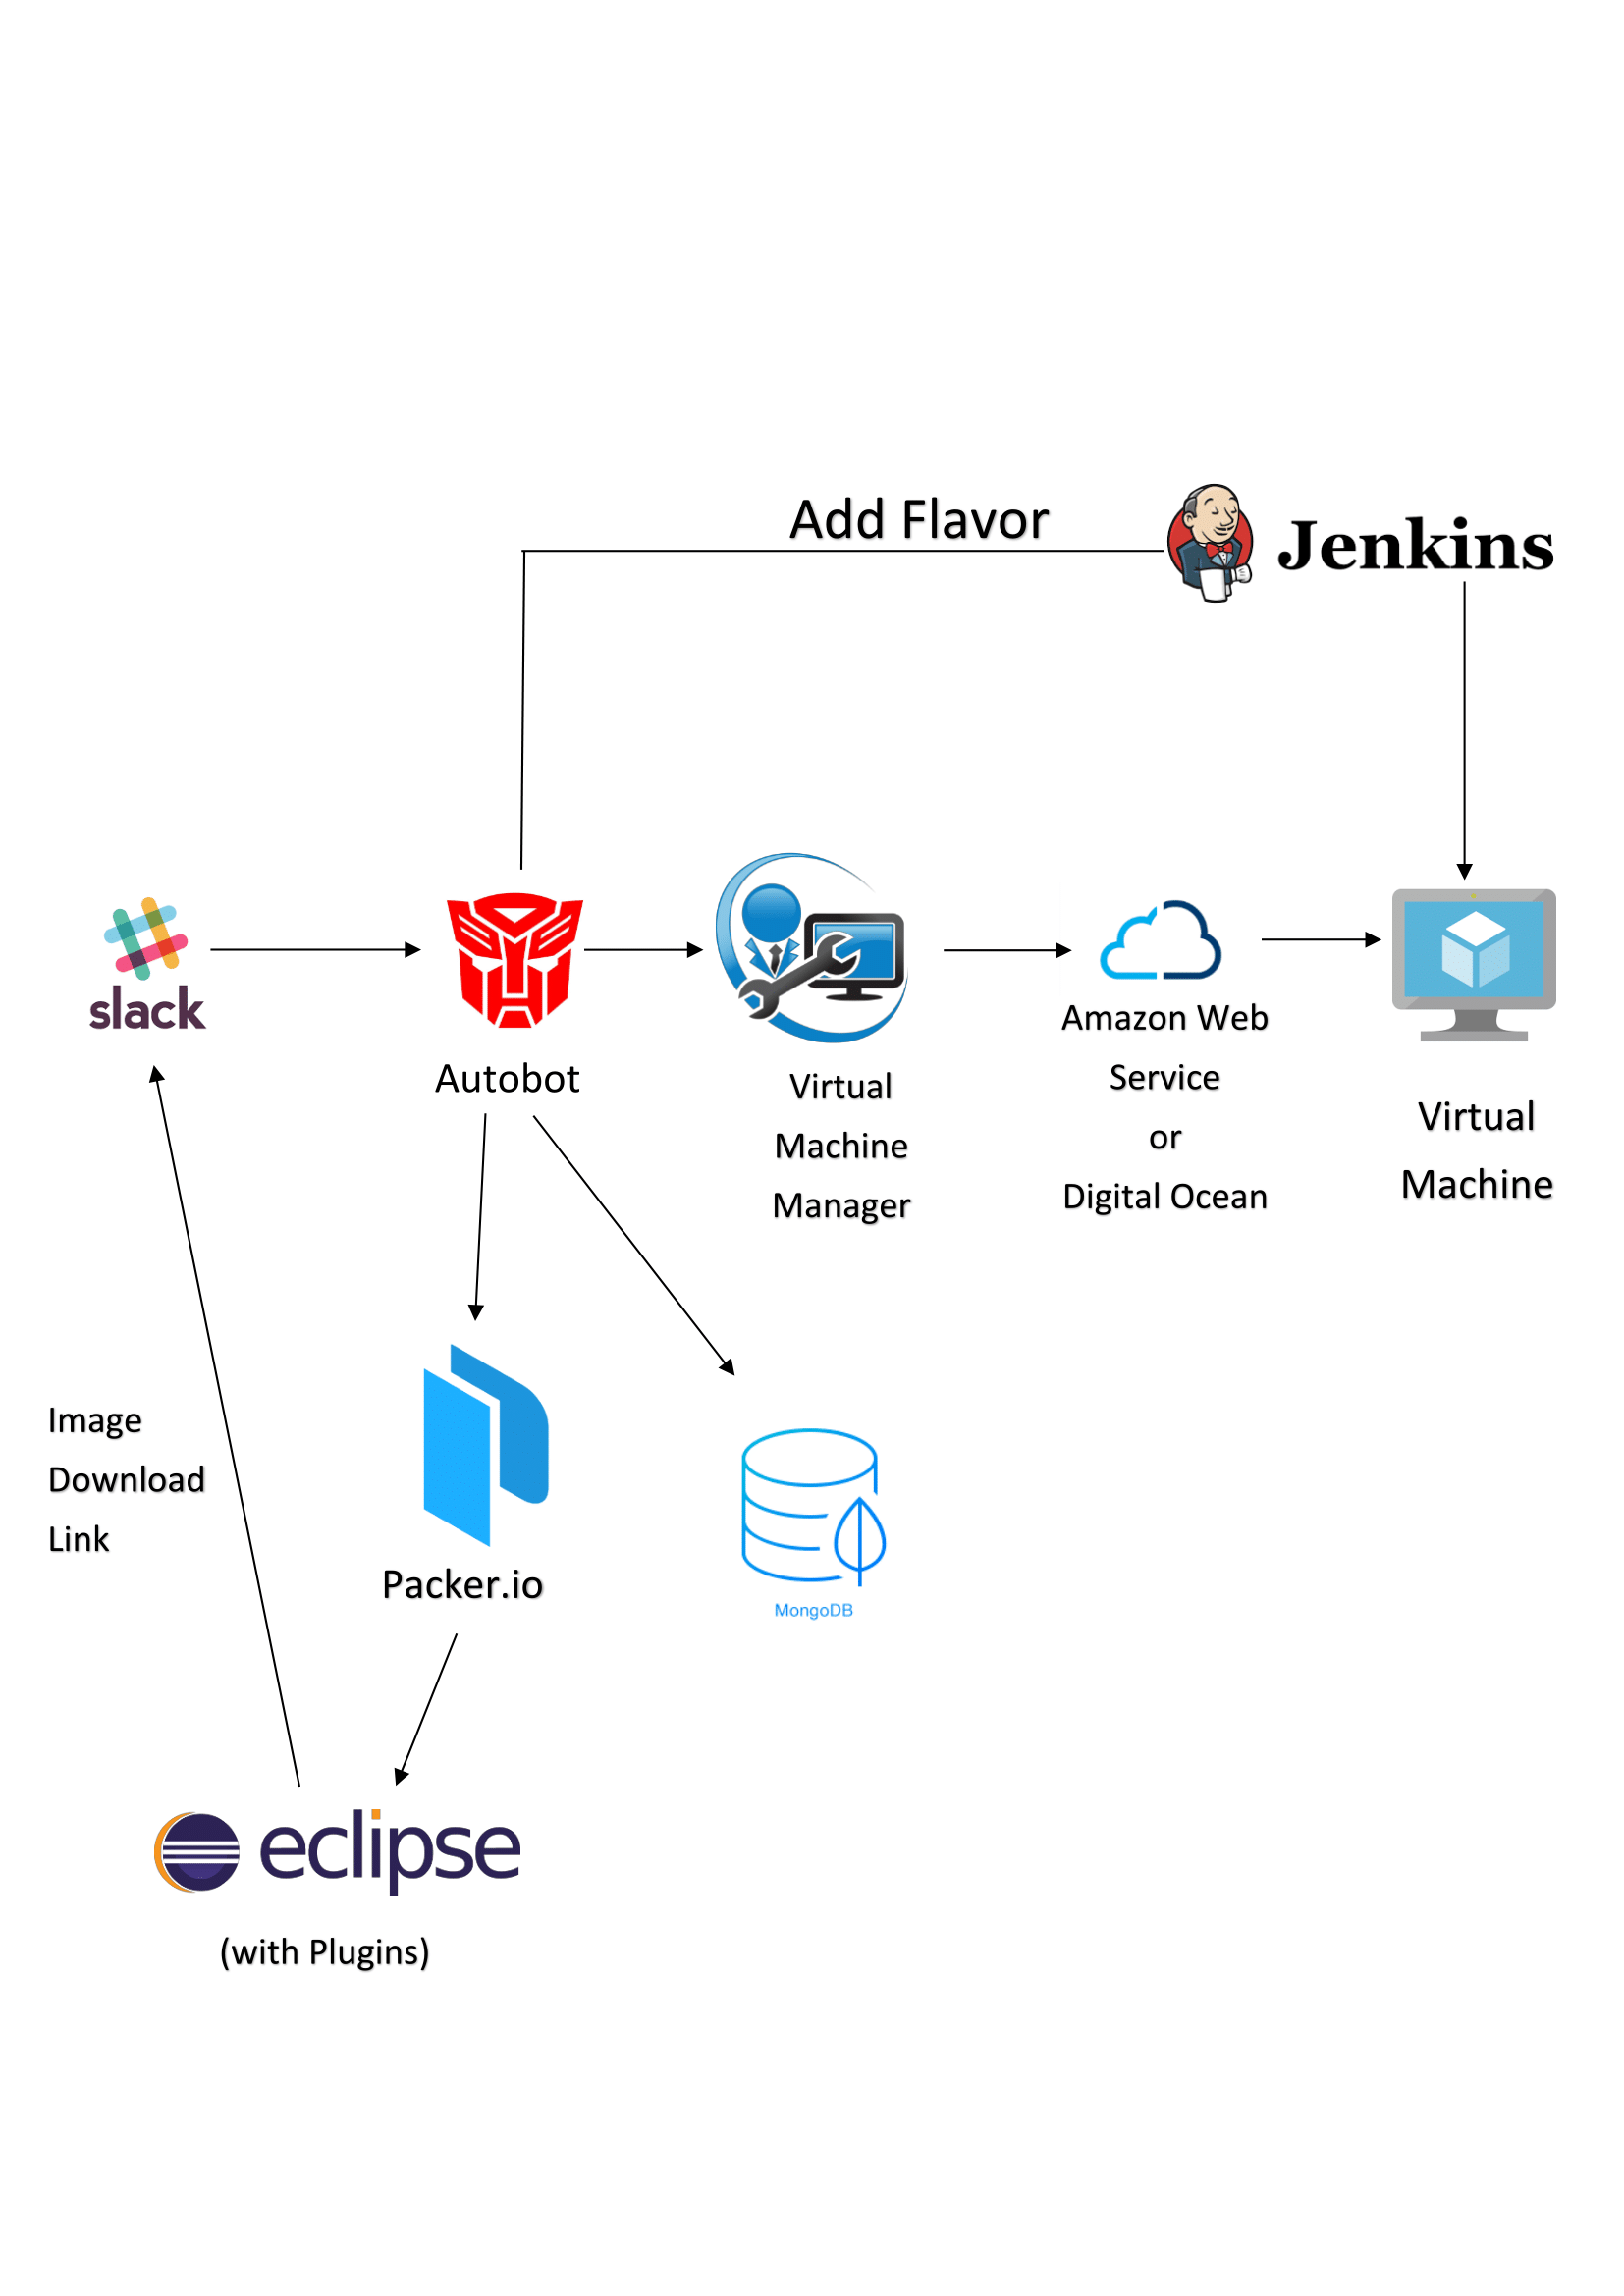 Add Flavor
Jenkins
slack
Autobot
Virtual
Machine
Manager
Amazon Web
Service
or
Digital Ocean
Virtual
Machine
Image
Download
Link
Packer.io
MongoDB
eclipse
(with Plugins)